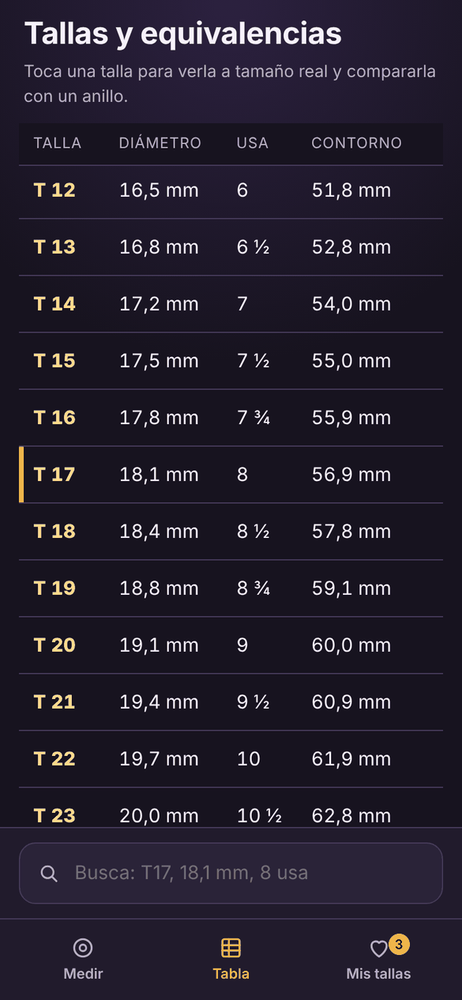 Tallas y equivalencias
Toca una talla para verla a tamaño real y compararla
con un anillo.
TALLA DIÁMETRO USA CONTORNO
T 12 16,5 mm 6 51,8 mm
T 13 16,8 mm 6 ½ 52,8 mm
T 14 17,2 mm 7 54,0 mm
T 15 17,5 mm 7 ½ 55,0 mm
T 16 17,8 mm 7 ¾ 55,9 mm
T 17 18,1 mm 8 56,9 mm
T 18 18,4 mm 8 ½ 57,8 mm
T 19 18,8 mm 8 ¾ 59,1 mm
T 20 19,1 mm 9 60,0 mm
T 21 19,4 mm 9 ½ 60,9 mm
T 22 19,7 mm 10 61,9 mm
T 23 20,0 mm 10 ½ 62,8 mm
Busca: T17, 18,1 mm, 8 usa
3
Medir Tabla Mis tallas